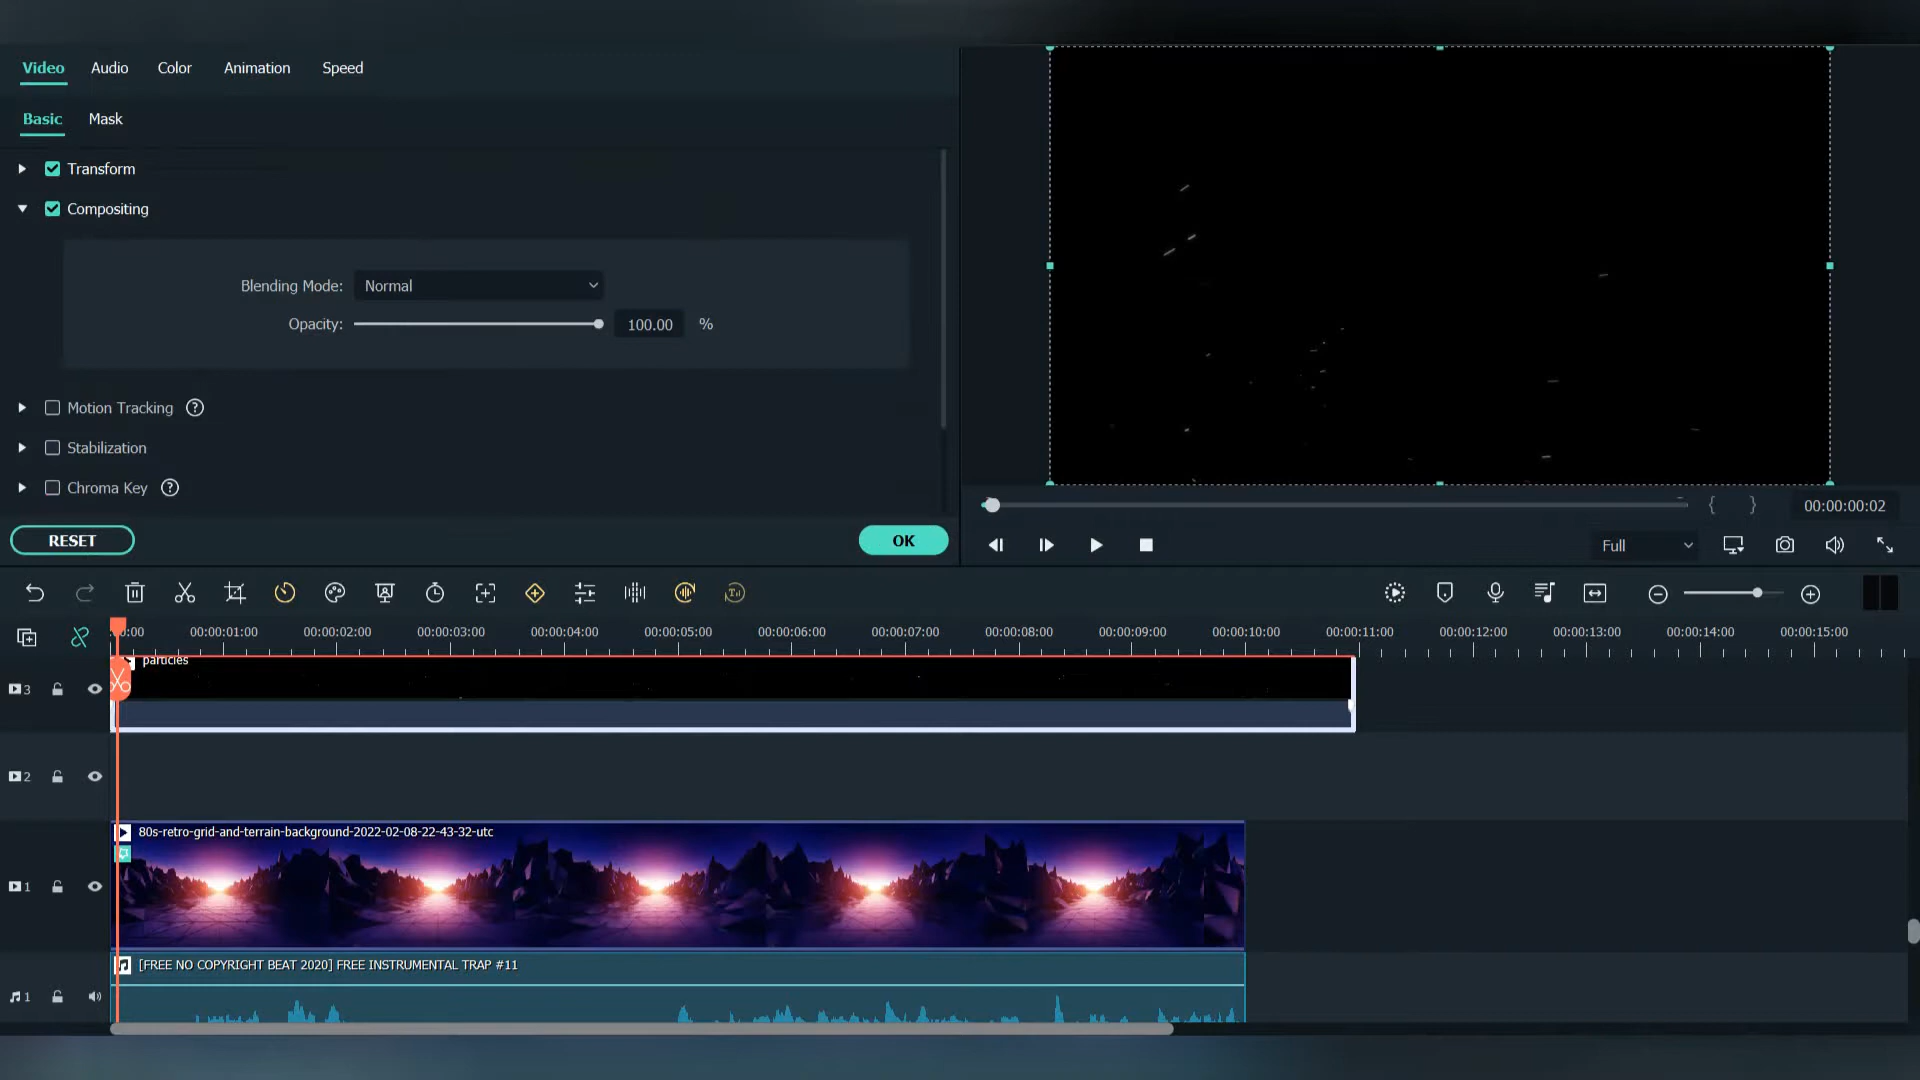 Video Audio Color Animation Speed
Basic Mask
Transform
Compositing
Blending Mode: Normal
Opacity: 100.00 %
Motion Tracking ?
Stabilization
Chroma Key ?
RESET OK
{ } 00:00:00:02
Full
:00:00 00:00:01:00 00:00:02:00 00:00:03:00 00:00:04:00 00:00:05:00 00:00:06:00 00:00:07:00 00:00:08:00 00:00:09:00 00:00:10:00 00:00:11:00 00:00:12:00 00:00:13:00 00:00:14:00 00:00:15:00
particles
3
2
80s-retro-grid-and-terrain-background-2022-02-08-22-43-32-utc
1
[FREE NO COPYRIGHT BEAT 2020] FREE INSTRUMENTAL TRAP #11
1